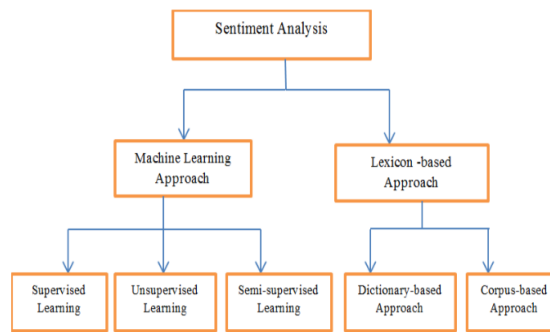 Sentiment Analysis
Machine Learning
Approach
Lexicon -based
Approach
Supervised
Learning
Unsupervised
Learning
Semi-supervised
Learning
Dictionary-based
Approach
Corpus-based
Approach